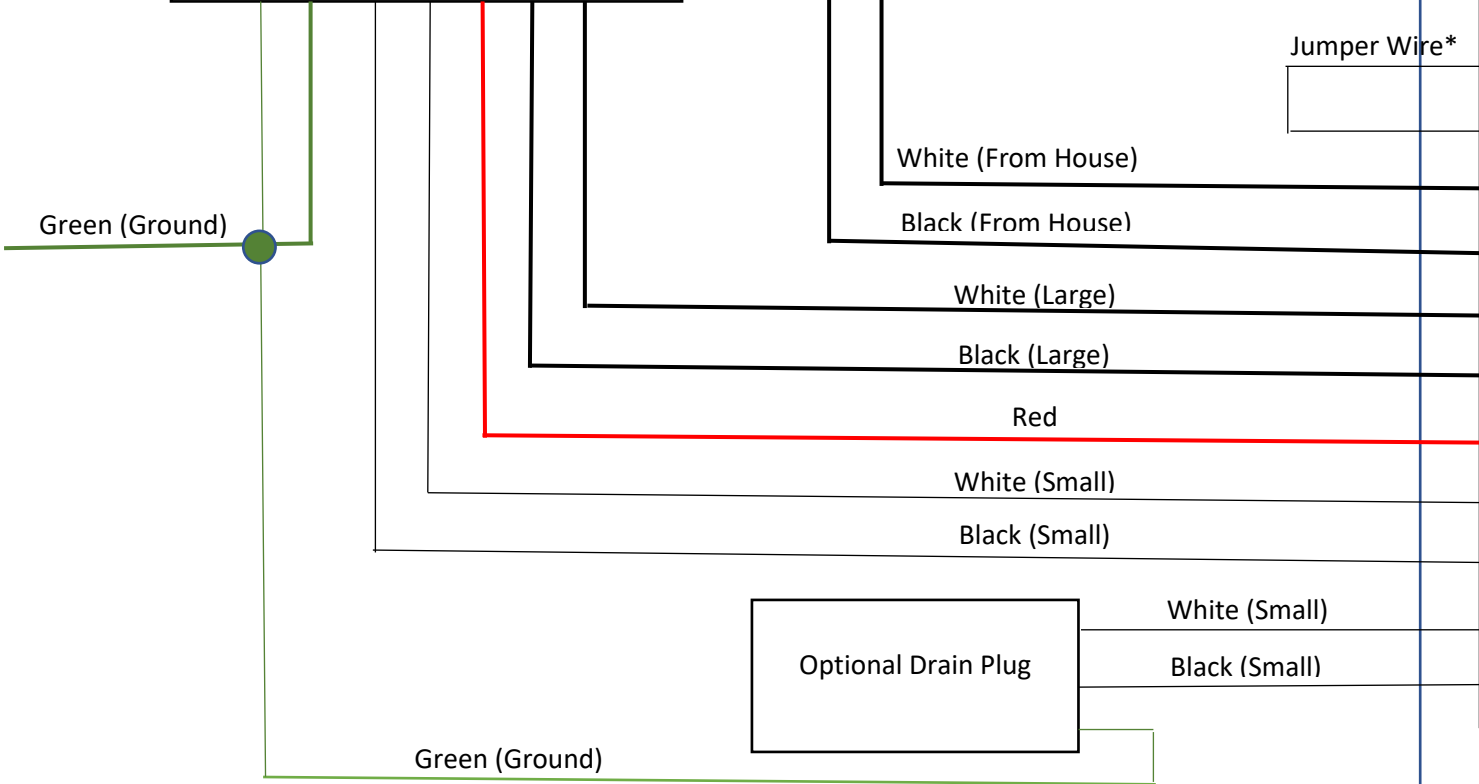 Jumper Wire*
White (From House)
Green (Ground)
Black (From House)
White (Large)
Black (Large)
Red
White (Small)
Black (Small)
White (Small)
Optional Drain Plug
Black (Small)
Green (Ground)